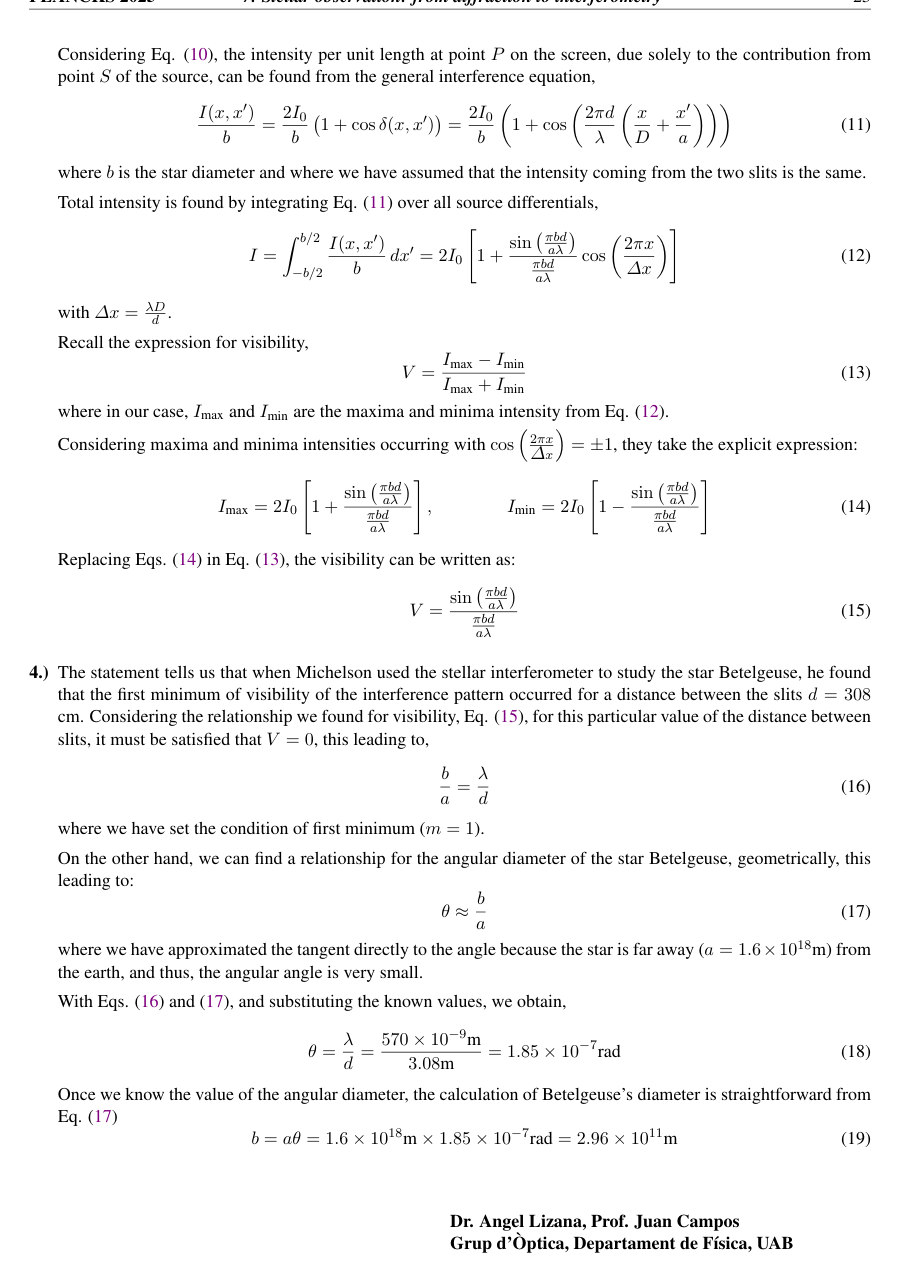 PLANCKS 2023 7. Stellar observation: from diffraction to interferometry 25
Considering Eq. (10), the intensity per unit length at point P on the screen, due solely to the contribution from
point S of the source, can be found from the general interference equation,
I(x, x′)/b = 2I₀/b (1 + cos δ(x, x′)) = 2I₀/b (1 + cos (2πd/λ (x/D + x′/a))) (11)
where b is the star diameter and where we have assumed that the intensity coming from the two slits is the same.
Total intensity is found by integrating Eq. (11) over all source differentials,
I = ∫_{−b/2}^{b/2} I(x, x′)/b dx′ = 2I₀ [1 + sin (πbd/aλ) / (πbd/aλ) cos (2πx/Δx)] (12)
with Δx = λD/d.
Recall the expression for visibility,
V = (Imax − Imin)/(Imax + Imin) (13)
where in our case, Imax and Imin are the maxima and minima intensity from Eq. (12).
Considering maxima and minima intensities occurring with cos (2πx/Δx) = ±1, they take the explicit expression:
Imax = 2I₀ [1 + sin (πbd/aλ) / (πbd/aλ)], Imin = 2I₀ [1 − sin (πbd/aλ) / (πbd/aλ)] (14)
Replacing Eqs. (14) in Eq. (13), the visibility can be written as:
V = sin (πbd/aλ) / (πbd/aλ) (15)
4.) The statement tells us that when Michelson used the stellar interferometer to study the star Betelgeuse, he found
that the first minimum of visibility of the interference pattern occurred for a distance between the slits d = 308
cm. Considering the relationship we found for visibility, Eq. (15), for this particular value of the distance between
slits, it must be satisfied that V = 0, this leading to,
b/a = λ/d (16)
where we have set the condition of first minimum (m = 1).
On the other hand, we can find a relationship for the angular diameter of the star Betelgeuse, geometrically, this
leading to:
θ ≈ b/a (17)
where we have approximated the tangent directly to the angle because the star is far away (a = 1.6 × 10¹⁸m) from
the earth, and thus, the angular angle is very small.
With Eqs. (16) and (17), and substituting the known values, we obtain,
θ = λ/d = 570 × 10⁻⁹m / 3.08m = 1.85 × 10⁻⁷rad (18)
Once we know the value of the angular diameter, the calculation of Betelgeuse's diameter is straightforward from
Eq. (17)
b = aθ = 1.6 × 10¹⁸m × 1.85 × 10⁻⁷rad = 2.96 × 10¹¹m (19)
Dr. Angel Lizana, Prof. Juan Campos
Grup d'Òptica, Departament de Física, UAB